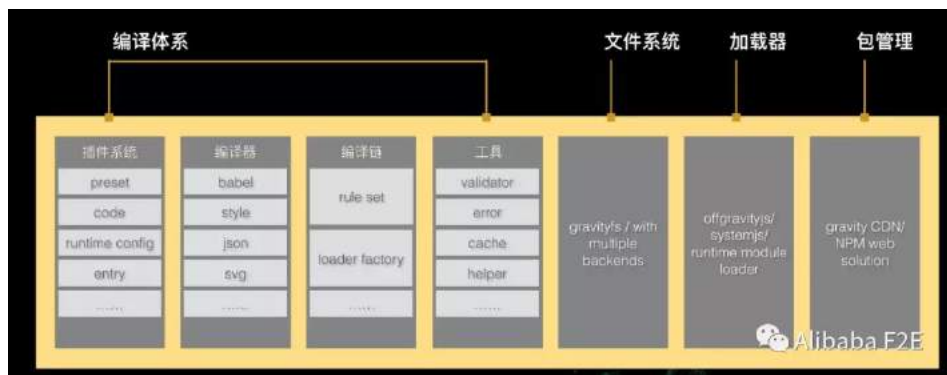 编译体系
文件系统
加载器
包管理
插件系统
preset
code
runtime config
entry
......
编译器
babel
style
json
svg
......
编译链
rule set
loader factory
......
工具
validator
error
cache
helper
......
gravityfs / with
multiple
backends
offgravityjs/
systemjs/
runtime module
loader
gravity CDN/
NPM web
solution
Alibaba F2E